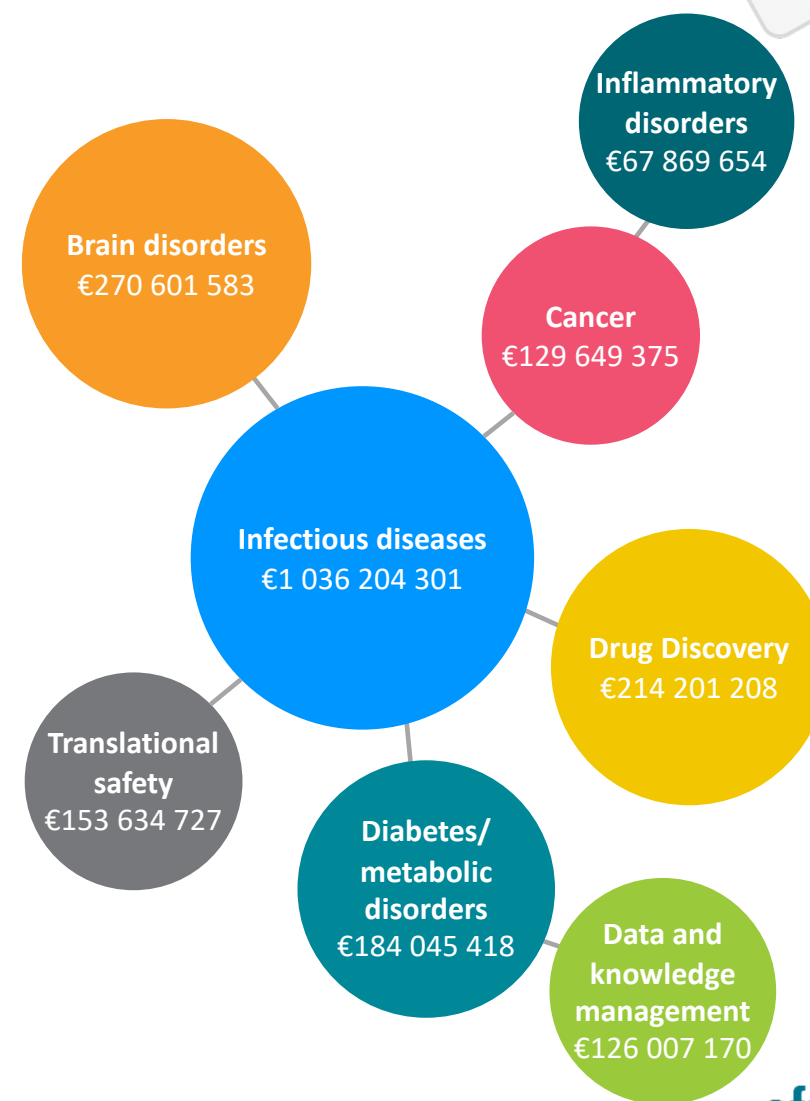 Inflammatory
disorders
€67 869 654
Brain disorders
€270 601 583
Cancer
€129 649 375
Infectious diseases
€1 036 204 301
Drug Discovery
€214 201 208
Translational
safety
€153 634 727
Diabetes/
metabolic
disorders
€184 045 418
Data and
knowledge
management
€126 007 170